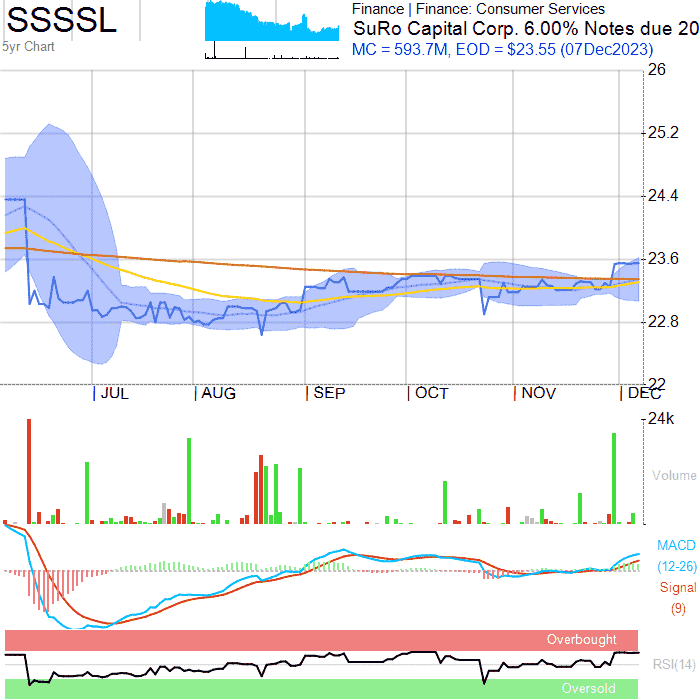 SSSSL
5yr Chart
Finance | Finance: Consumer Services
SuRo Capital Corp. 6.00% Notes due 20
MC = 593.7M, EOD = $23.55 (07Dec2023)
26
25.2
24.4
23.6
22.8
22
JUL AUG SEP OCT NOV DEC
24k
Volume
MACD
(12-26)
Signal
(9)
Overbought
RSI(14)
Oversold